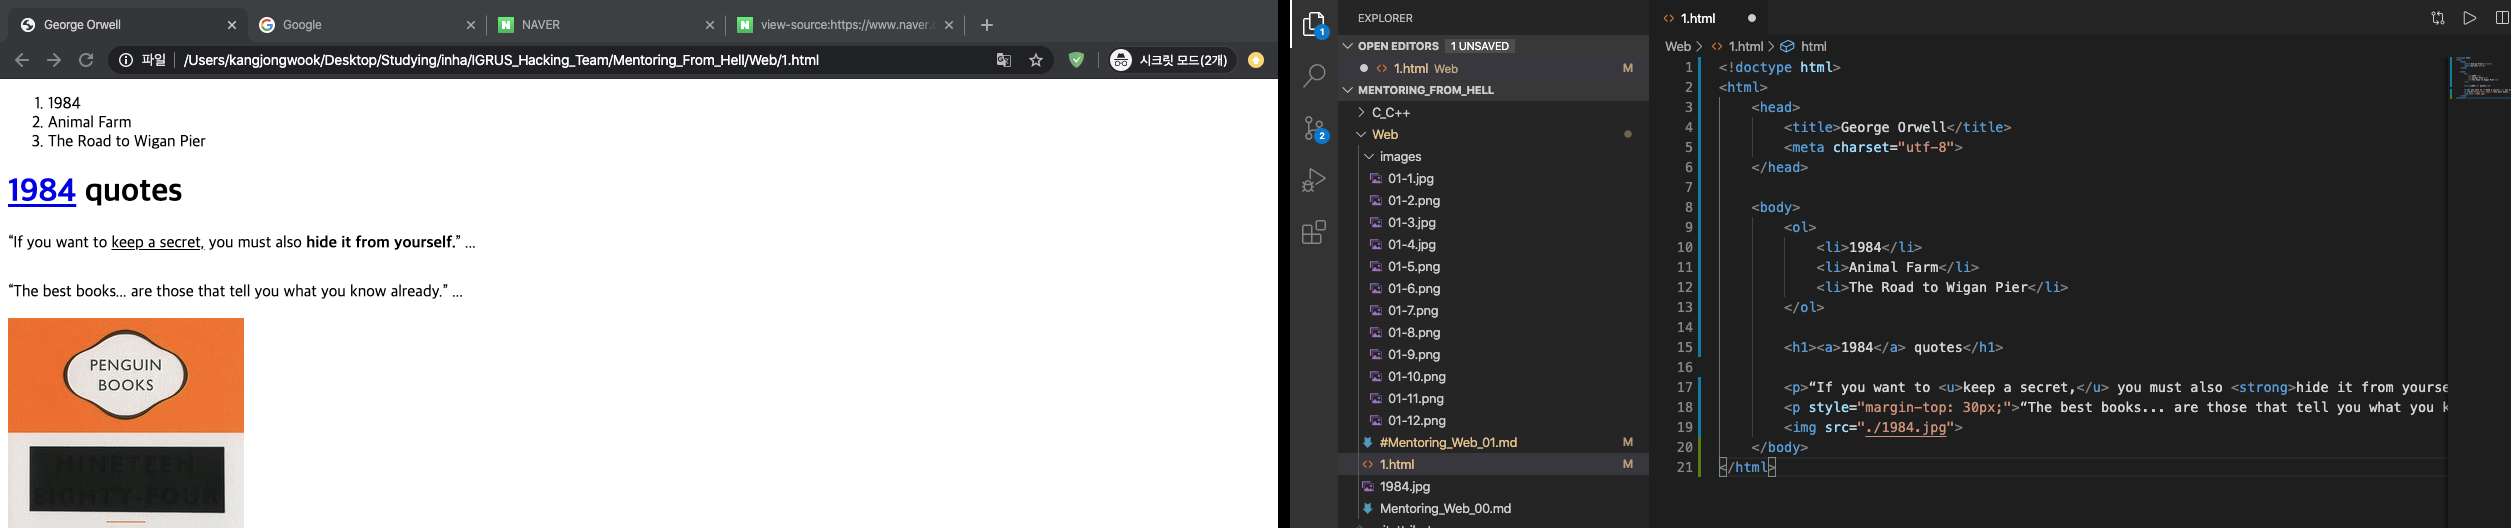 George Orwell
Google
NAVER
view-source:https://www.naver.c
파일
/Users/kangjongwook/Desktop/Studying/inha/IGRUS_Hacking_Team/Mentoring_From_Hell/Web/1.html
시크릿 모드(2개)
1. 1984
2. Animal Farm
3. The Road to Wigan Pier
1984 quotes
“If you want to keep a secret, you must also hide it from yourself.” ...
“The best books... are those that tell you what you know already.” ...
PENGUIN
BOOKS
NINETEEN
EIGHTY-FOUR
1
2
EXPLORER
OPEN EDITORS 1 UNSAVED
1.html Web M
MENTORING_FROM_HELL
C_C++
Web
images
01-1.jpg
01-2.png
01-3.jpg
01-4.jpg
01-5.png
01-6.png
01-7.png
01-8.png
01-9.png
01-10.png
01-11.png
01-12.png
#Mentoring_Web_01.md M
1.html M
1984.jpg
Mentoring_Web_00.md
1.html
Web > 1.html > html
1 <!doctype html>
2 <html>
3 <head>
4 <title>George Orwell</title>
5 <meta charset="utf-8">
6 </head>
7
8 <body>
9 <ol>
10 <li>1984</li>
11 <li>Animal Farm</li>
12 <li>The Road to Wigan Pier</li>
13 </ol>
14
15 <h1><a>1984</a> quotes</h1>
16
17 <p>“If you want to <u>keep a secret,</u> you must also <strong>hide it from yourse
18 <p style="margin-top: 30px;">“The best books... are those that tell you what you k
19 <img src="./1984.jpg">
20 </body>
21 </html>